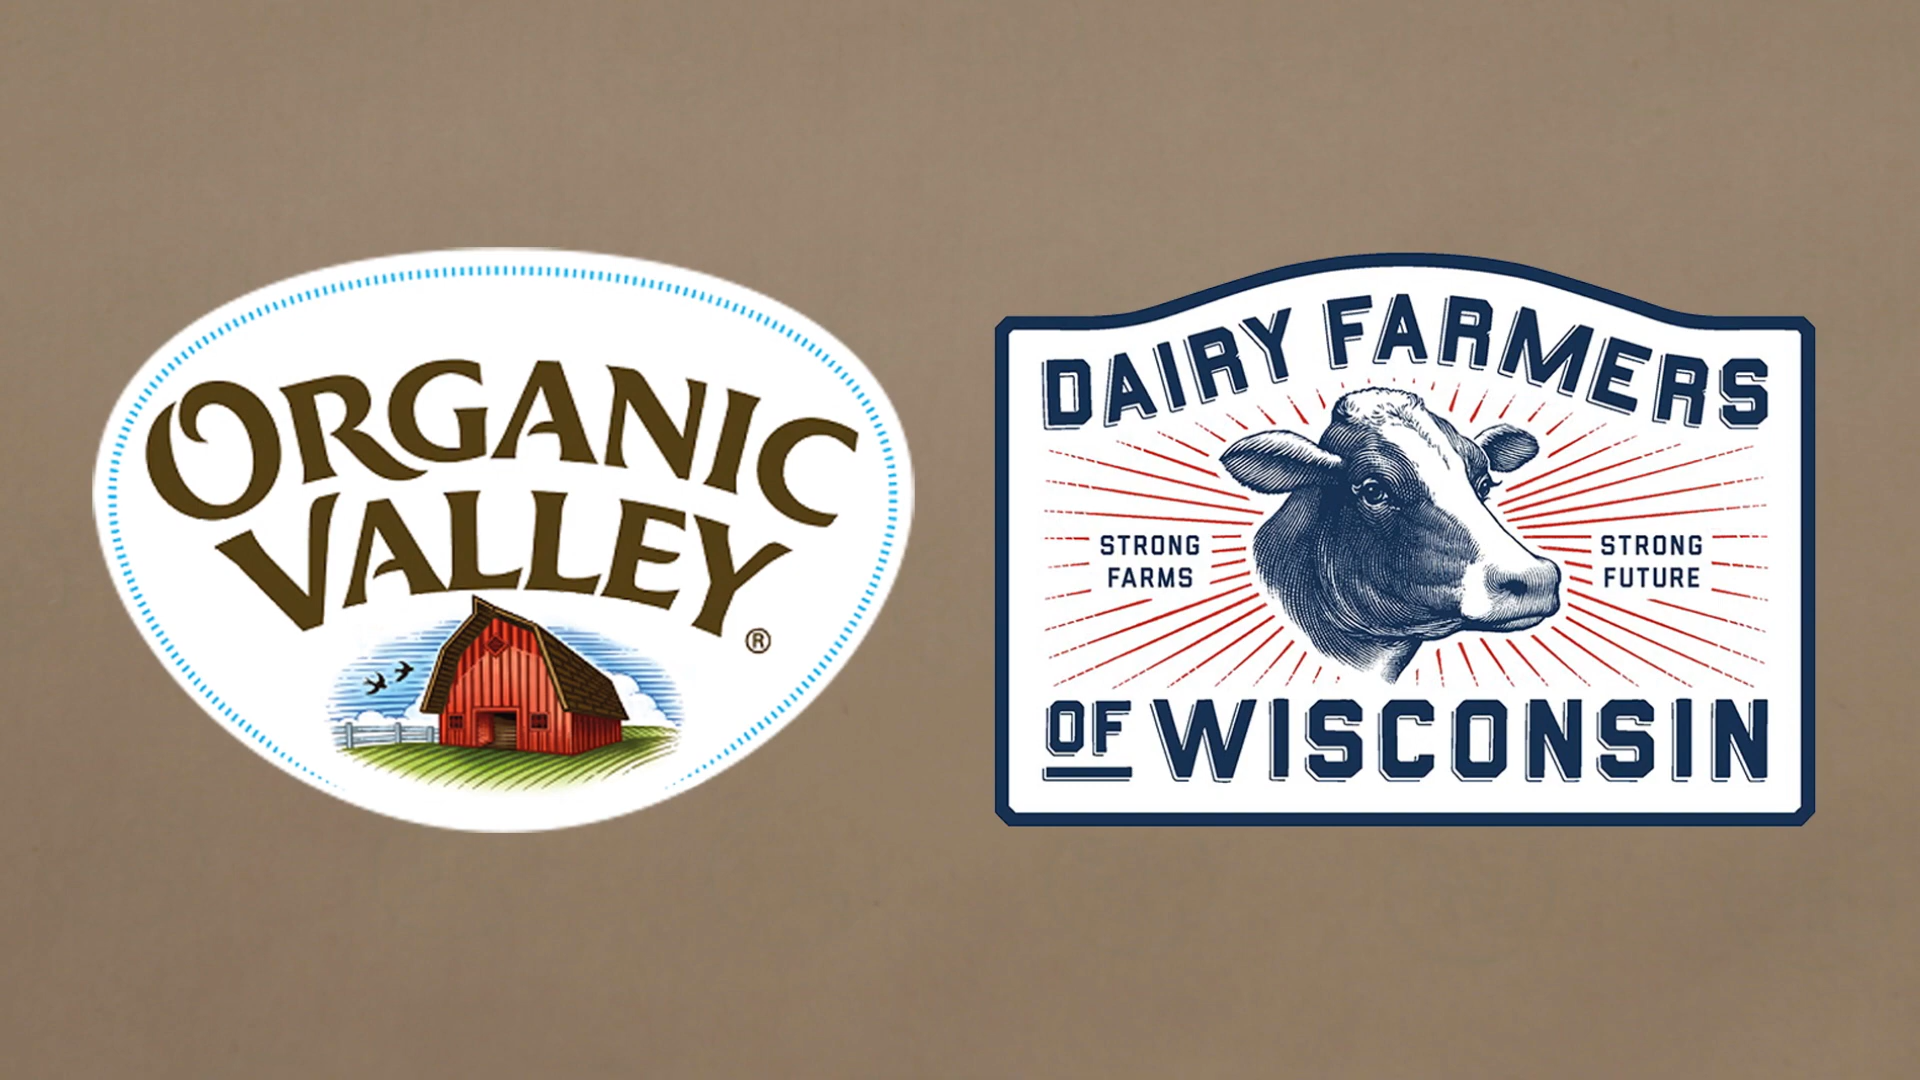 ORGANIC
VALLEY
®
DAIRY FARMERS
STRONG
FARMS
STRONG
FUTURE
OF WISCONSIN